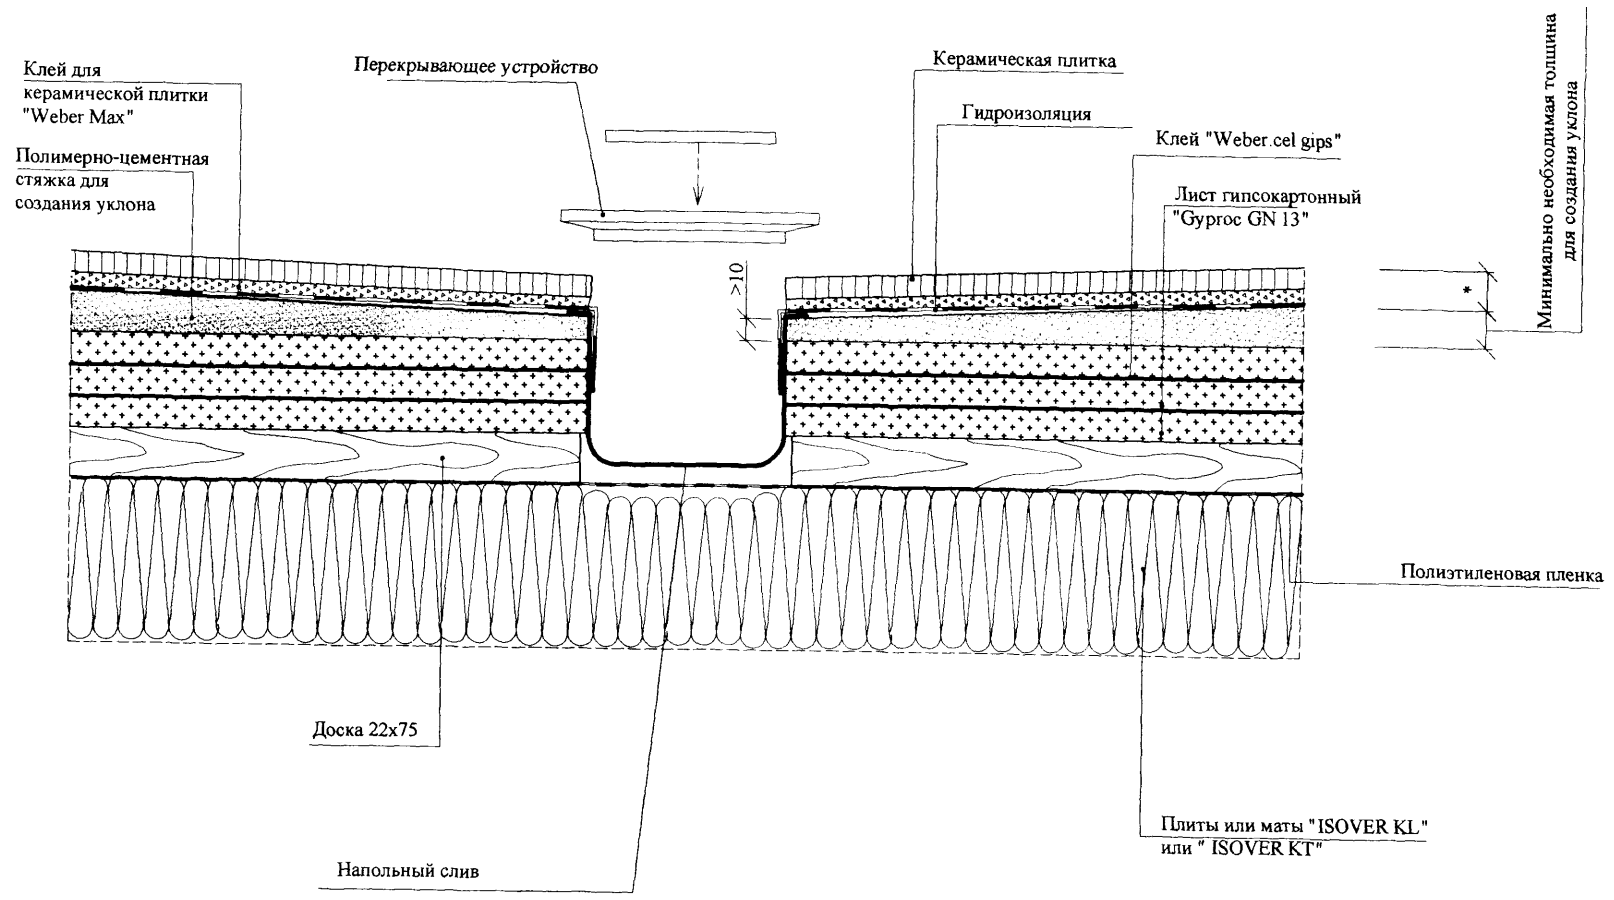 Клей для
керамической плитки
"Weber Max"
Полимерно-цементная
стяжка для
создания уклона
Перекрывающее устройство
Керамическая плитка
Гидроизоляция
Клей "Weber.cel gips"
Лист гипсокартонный
"Gyproc GN 13"
Минимально необходимая толщина
для создания уклона
>10
*
Полиэтиленовая пленка
Доска 22x75
Плиты или маты "ISOVER KL"
или " ISOVER KT"
Напольный слив